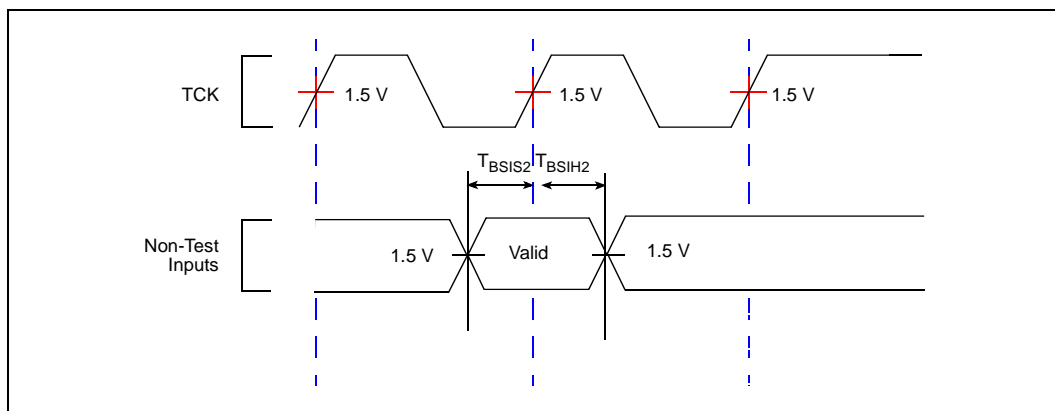 TCK
1.5 V
1.5 V
1.5 V
TBSIS2 TBSIH2
Non-Test
Inputs
1.5 V
Valid
1.5 V